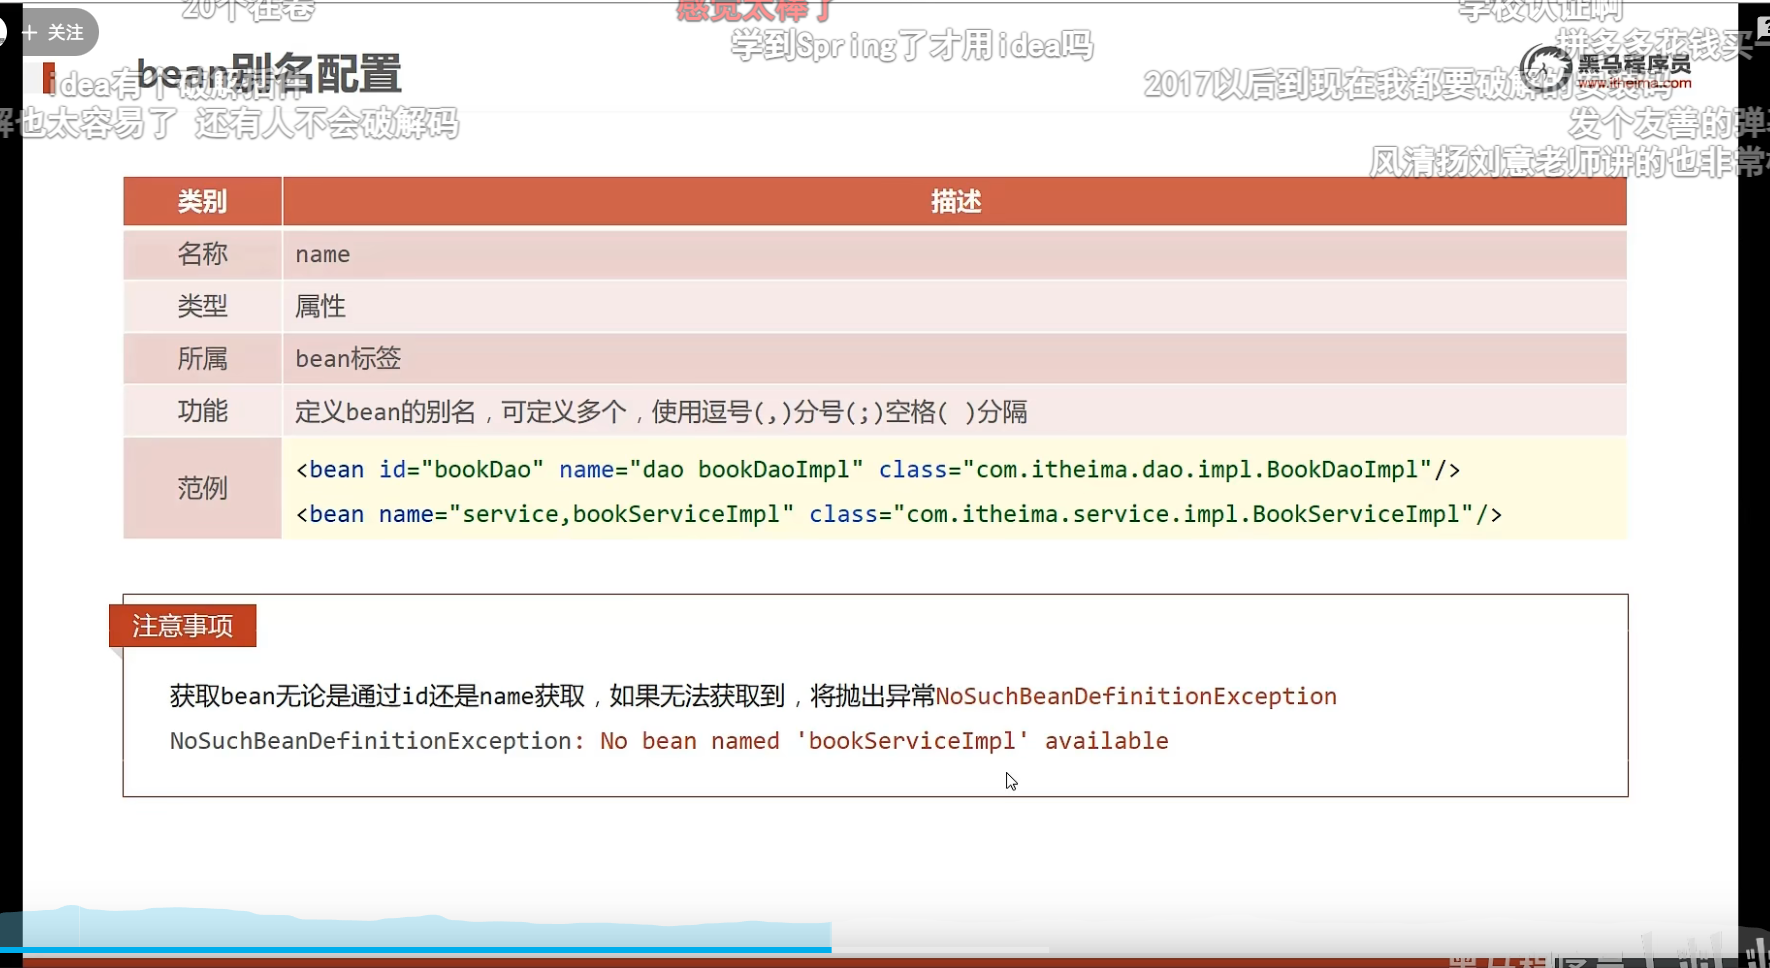 20个在卷
感觉太棒了
学校认证啊
+ 关注
学到Spring了才用idea吗
拼多多花钱买一
bean别名配置
idea有个破解插件
2017以后到现在我都要破解的安装码
黑马程序员
www.itheima.com
解也太容易了 还有人不会破解码
发个友善的弹
风清扬刘意老师讲的也非常
类别 描述
名称 name
类型 属性
所属 bean标签
功能 定义bean的别名，可定义多个，使用逗号(,)分号(;)空格( )分隔
范例 <bean id="bookDao" name="dao bookDaoImpl" class="com.itheima.dao.impl.BookDaoImpl"/>
<bean name="service,bookServiceImpl" class="com.itheima.service.impl.BookServiceImpl"/>
注意事项
获取bean无论是通过id还是name获取，如果无法获取到，将抛出异常NoSuchBeanDefinitionException
NoSuchBeanDefinitionException: No bean named 'bookServiceImpl' available